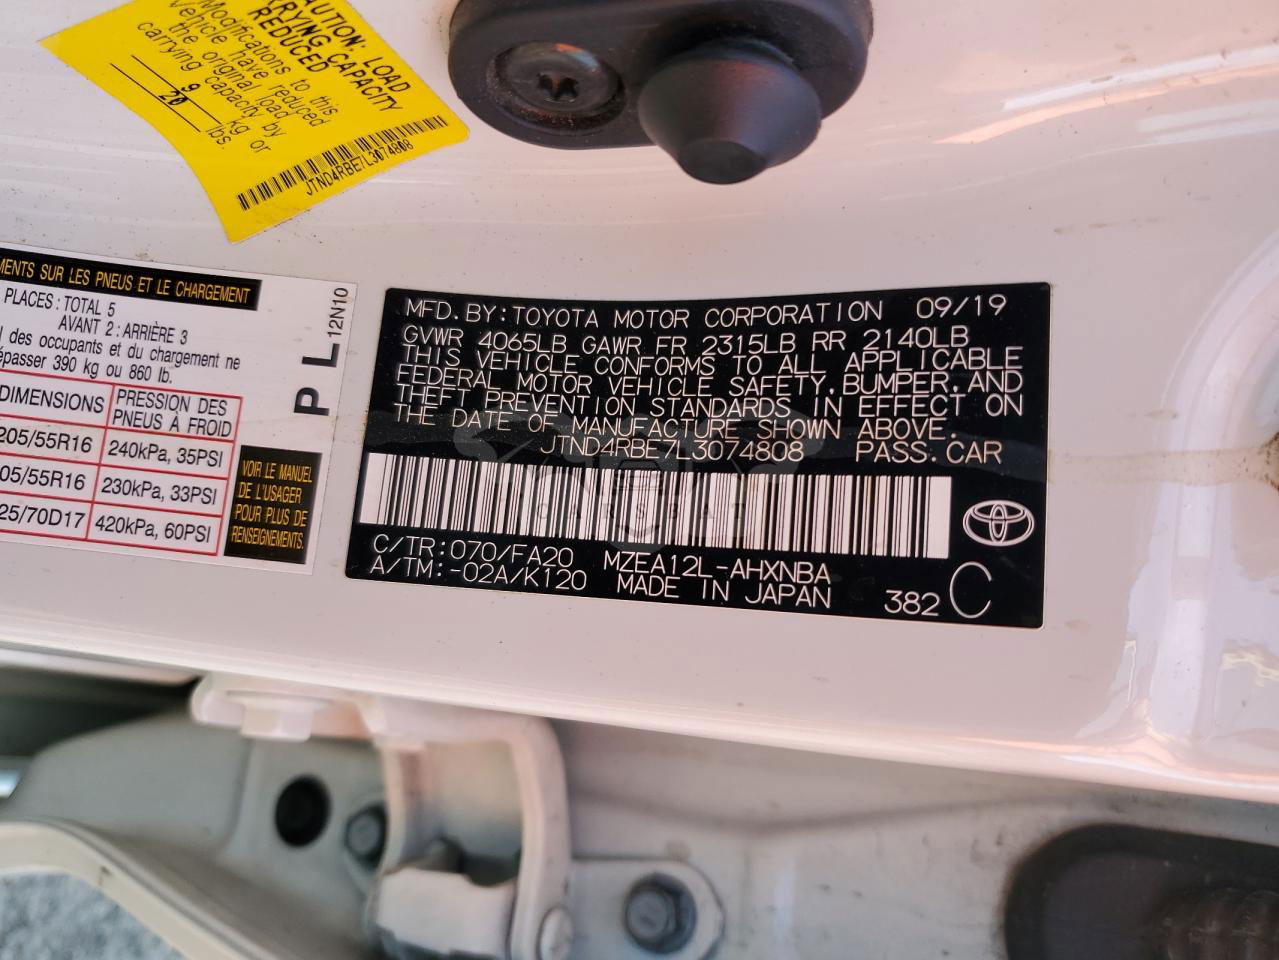 CAUTION: LOAD
CARRYING CAPACITY
REDUCED
Modifications to this
Vehicle have reduced
the original load
carrying capacity by
9 kg or
20 lbs.
JTND4RBE7L3074808
SUR LES PNEUS ET LE CHARGEMENT
PLACES: TOTAL 5
AVANT 2: ARRIÈRE 3
des occupants et du chargement ne
390 kg ou 860 lb.
DIMENSIONS PRESSION DES
PNEUS À FROID
205/55R16 240kPa, 35PSI
05/55R16 230kPa, 33PSI
25/70D17 420kPa, 60PSI
P L
12N10
VOIR LE MANUEL
DE L'USAGER
POUR PLUS DE
RENSEIGNEMENTS.
MFD. BY: TOYOTA MOTOR CORPORATION 09/19
GVWR 4065LB GAWR FR 2315LB RR 2140LB
THIS VEHICLE CONFORMS TO ALL APPLICABLE
FEDERAL MOTOR VEHICLE SAFETY, BUMPER, AND
THEFT PREVENTION STANDARDS IN EFFECT ON
THE DATE OF MANUFACTURE SHOWN ABOVE.
JTND4RBE7L3074808 PASS. CAR
C/TR: 070/FA20 MZEA12L-AHXNBA
A/TM: -02A/K120 MADE IN JAPAN 382 C